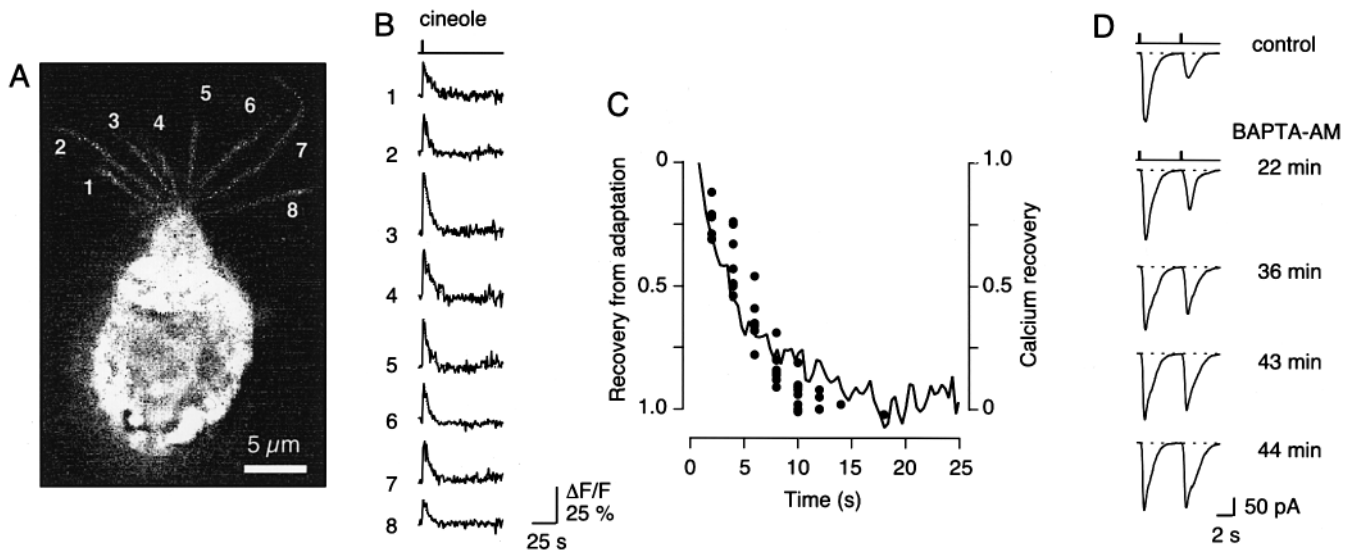 A
1
2
3
4
5
6
7
8
5 μm
B
cineole
1
2
3
4
5
6
7
8
ΔF/F
25 %
25 s
C
Recovery from adaptation
0
0.5
1.0
Calcium recovery
1.0
0.5
0
0 5 10 15 20 25
Time (s)
D
control
BAPTA-AM
22 min
36 min
43 min
44 min
50 pA
2 s